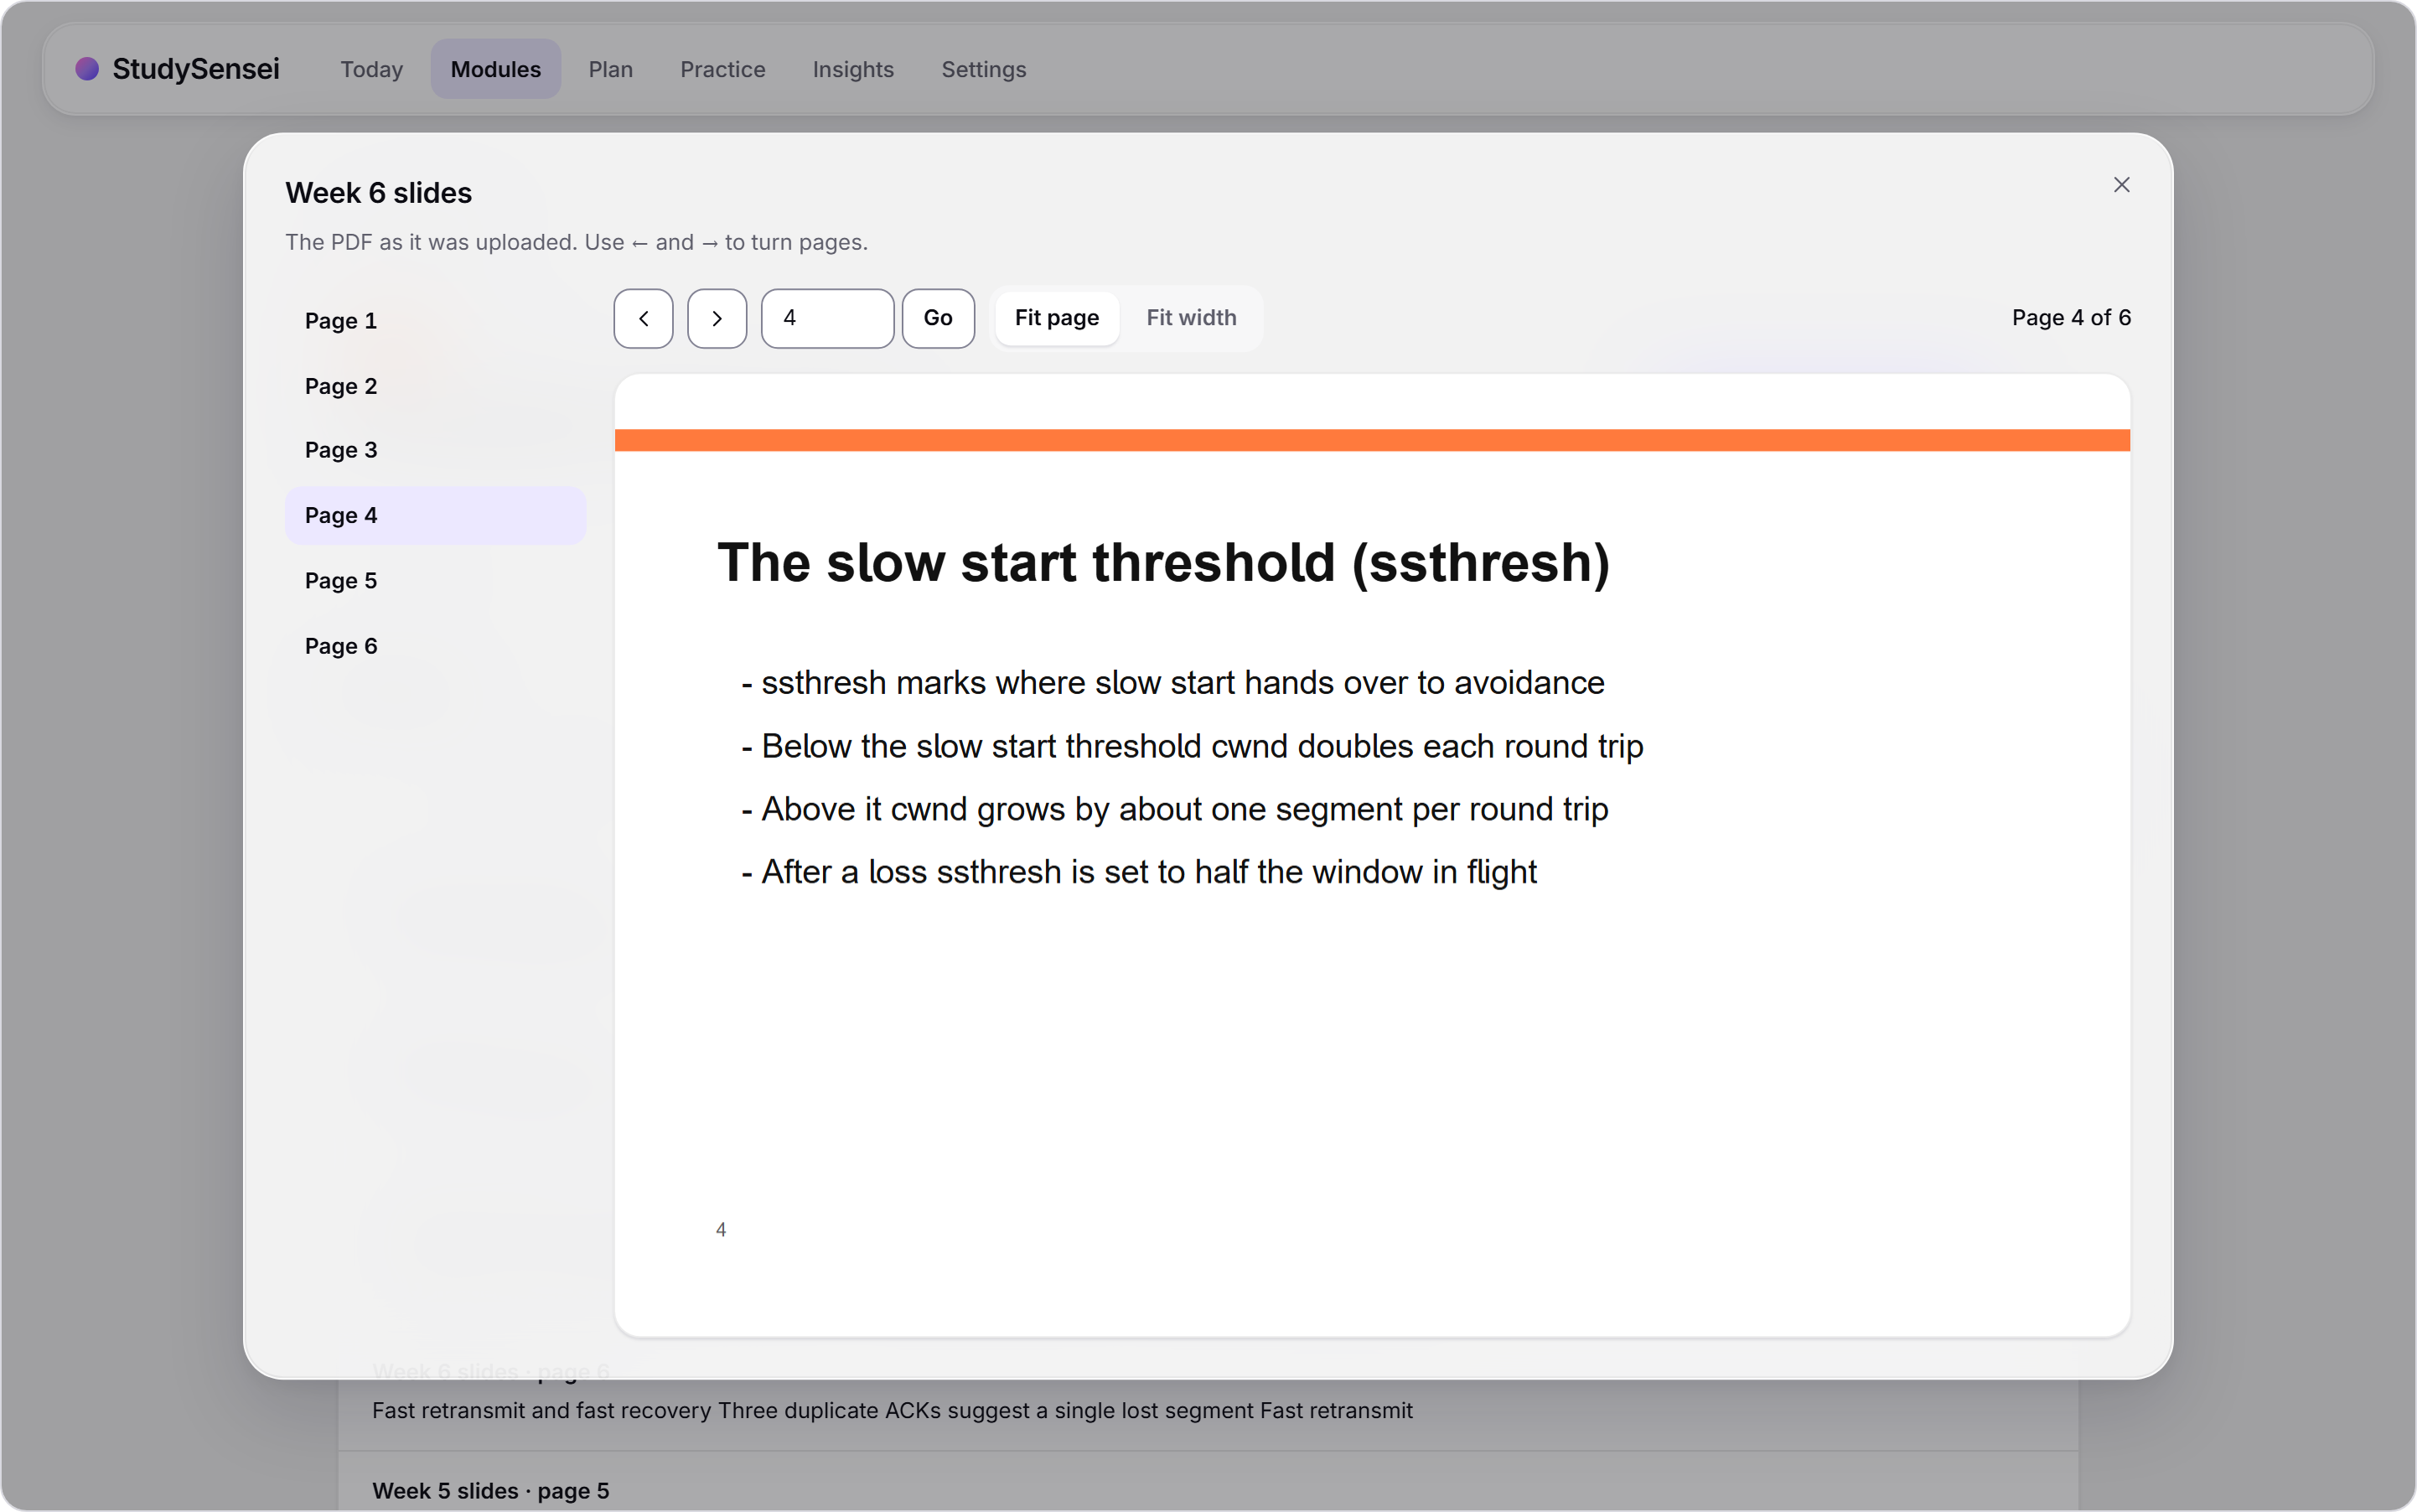 StudySensei
Today
Modules
Plan
Practice
Insights
Settings
Week 6 slides
The PDF as it was uploaded. Use ← and → to turn pages.
Page 1
Page 2
Page 3
Page 4
Page 5
Page 6
4
Go
Fit page
Fit width
Page 4 of 6
The slow start threshold (ssthresh)
- ssthresh marks where slow start hands over to avoidance
- Below the slow start threshold cwnd doubles each round trip
- Above it cwnd grows by about one segment per round trip
- After a loss ssthresh is set to half the window in flight
4
Week 6 slides · page 6
Fast retransmit and fast recovery Three duplicate ACKs suggest a single lost segment Fast retransmit
Week 5 slides · page 5